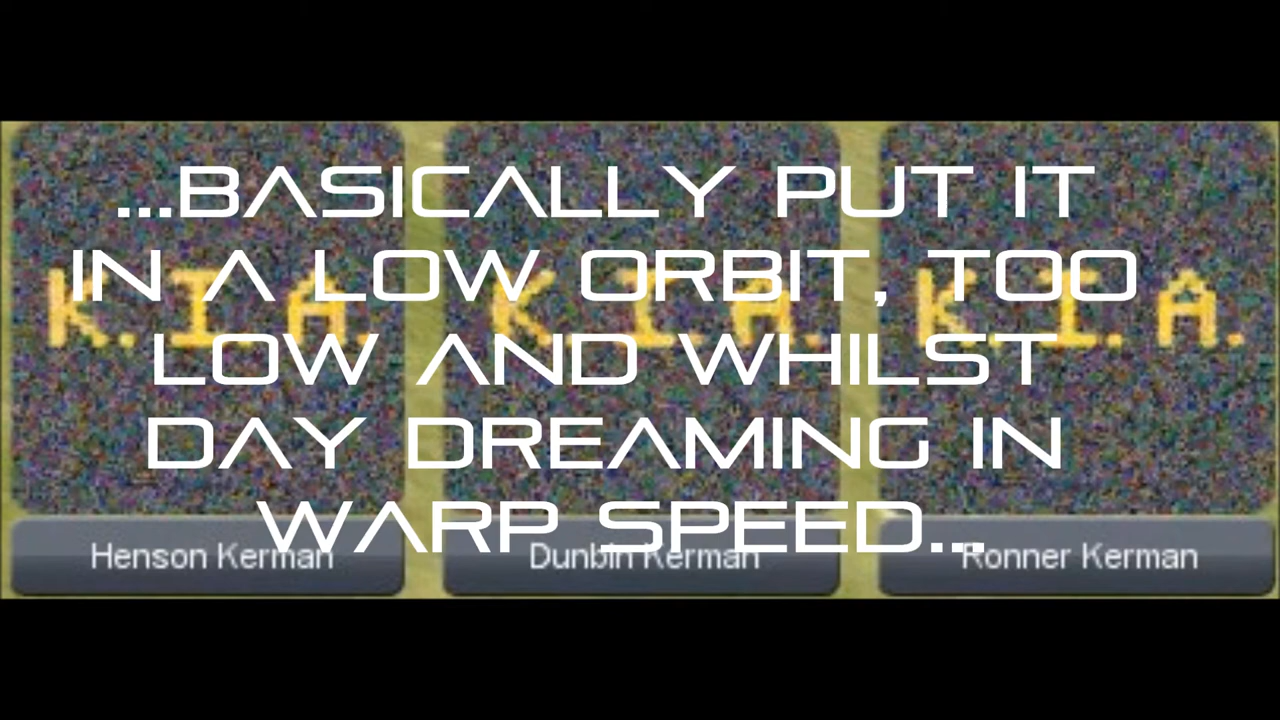 ...BASICALLY PUT IT
IN A LOW ORBIT, TOO
LOW AND WHILST
DAY DREAMING IN
WARP SPEED...
K.I.A. K.I.A. K.I.A.
Henson Kerman Dunbin Kerman Ronner Kerman